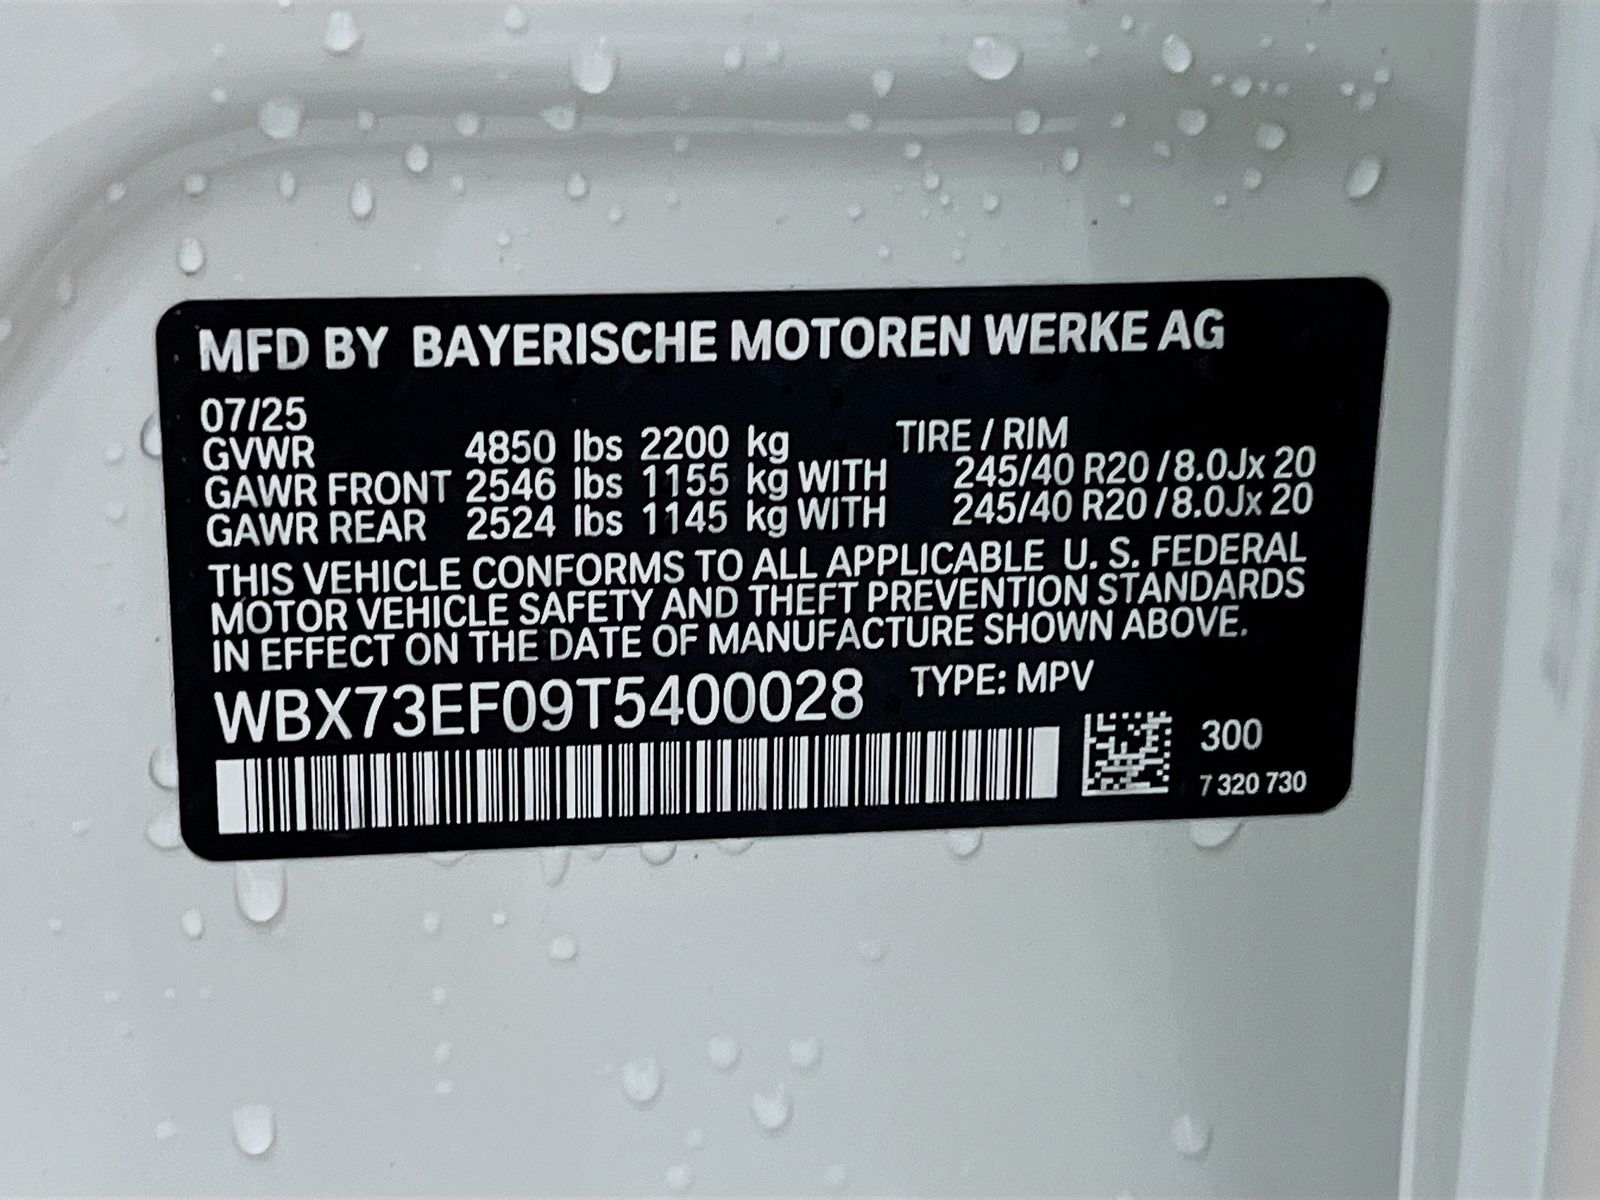 MFD BY BAYERISCHE MOTOREN WERKE AG
07/25
GVWR 4850 lbs 2200 kg TIRE / RIM
GAWR FRONT 2546 lbs 1155 kg WITH 245/40 R20 / 8.0Jx 20
GAWR REAR 2524 lbs 1145 kg WITH 245/40 R20 / 8.0Jx 20
THIS VEHICLE CONFORMS TO ALL APPLICABLE U. S. FEDERAL
MOTOR VEHICLE SAFETY AND THEFT PREVENTION STANDARDS
IN EFFECT ON THE DATE OF MANUFACTURE SHOWN ABOVE.
WBX73EF09T5400028 TYPE: MPV
300
7 320 730